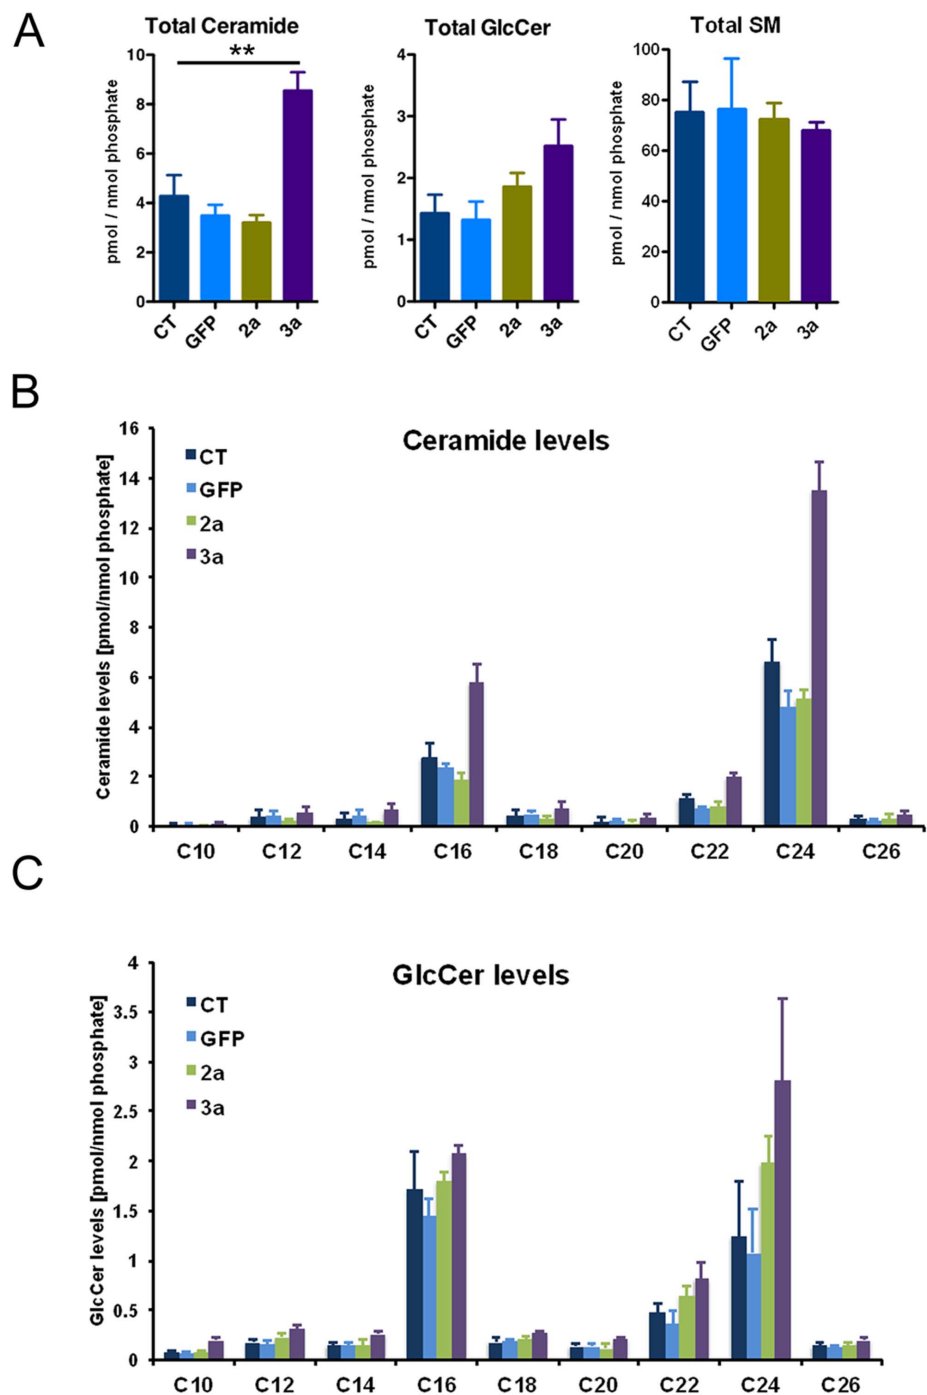 A
Total Ceramide
**
pmol / nmol phosphate
10
8
6
4
2
0
CT
GFP
2a
3a
Total GlcCer
pmol / nmol phosphate
4
3
2
1
0
CT
GFP
2a
3a
Total SM
pmol / nmol phosphate
100
80
60
40
20
0
CT
GFP
2a
3a
B
Ceramide levels
Ceramide levels [pmol/nmol phosphate]
16
14
12
10
8
6
4
2
0
CT
GFP
2a
3a
C10 C12 C14 C16 C18 C20 C22 C24 C26
C
GlcCer levels
GlcCer levels [pmol/nmol phosphate]
4
3.5
3
2.5
2
1.5
1
0.5
0
CT
GFP
2a
3a
C10 C12 C14 C16 C18 C20 C22 C24 C26